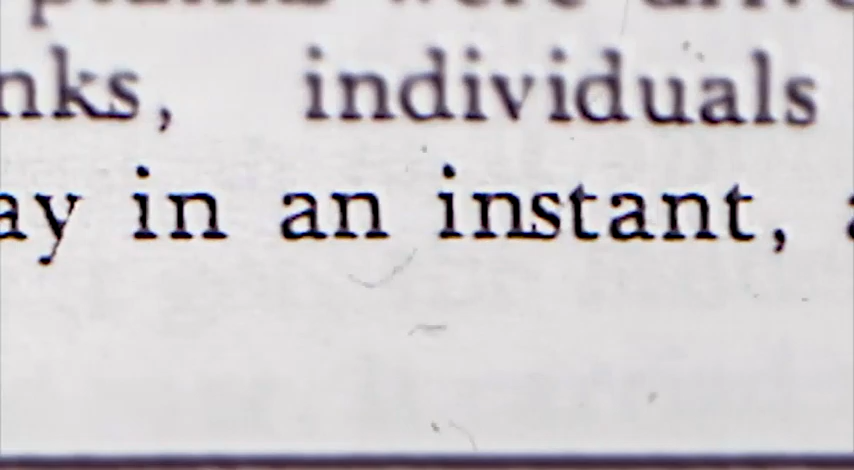 nks, individuals
ay in an instant,